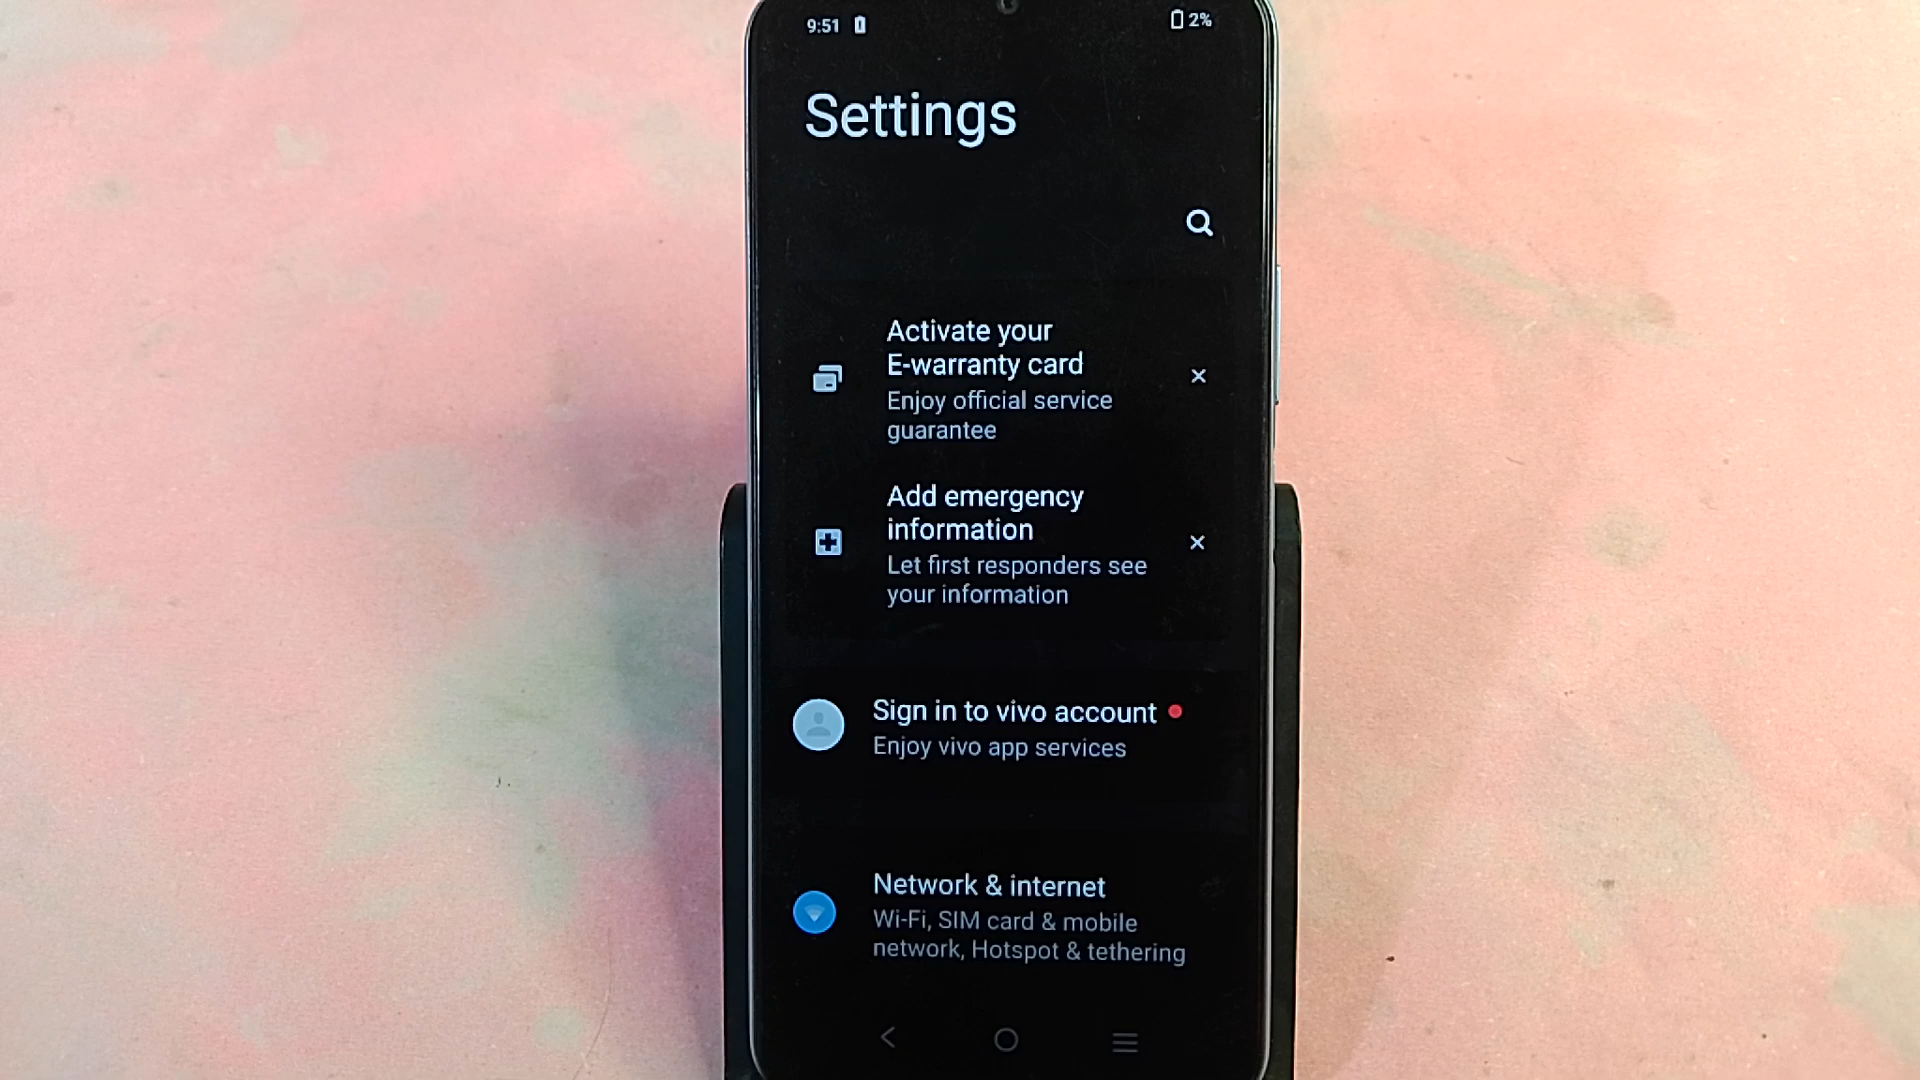 9:51
2%
Settings
Activate your
E-warranty card
Enjoy official service
guarantee
Add emergency
information
Let first responders see
your information
Sign in to vivo account
Enjoy vivo app services
Network & internet
Wi-Fi, SIM card & mobile
network, Hotspot & tethering